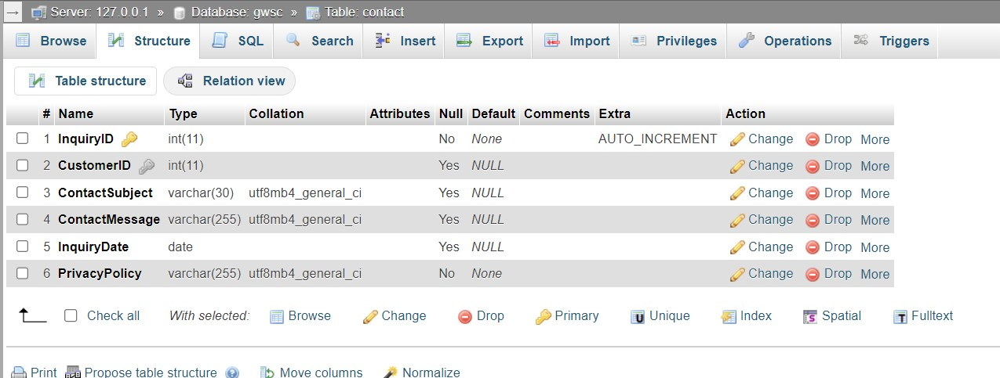 Server: 127.0.0.1 » Database: gwsc » Table: contact
Browse Structure SQL Search Insert Export Import Privileges Operations Triggers
Table structure Relation view
# Name Type Collation Attributes Null Default Comments Extra Action
1 InquiryID int(11) No None AUTO_INCREMENT Change Drop More
2 CustomerID int(11) Yes NULL Change Drop More
3 ContactSubject varchar(30) utf8mb4_general_ci Yes NULL Change Drop More
4 ContactMessage varchar(255) utf8mb4_general_ci Yes NULL Change Drop More
5 InquiryDate date Yes NULL Change Drop More
6 PrivacyPolicy varchar(255) utf8mb4_general_ci No None Change Drop More
Check all With selected: Browse Change Drop Primary Unique Index Spatial Fulltext
Print Propose table structure Move columns Normalize